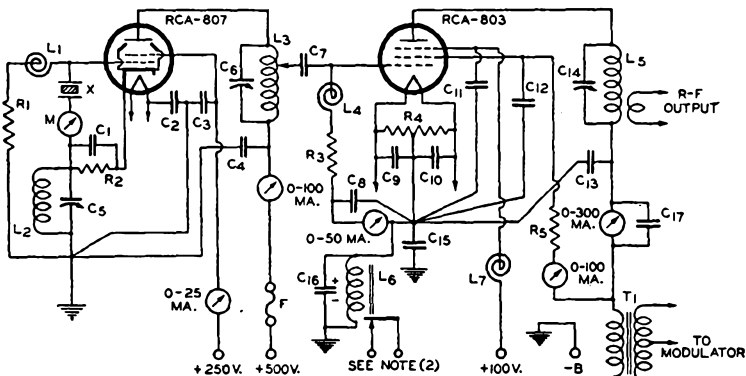 RCA-807
RCA-803
L1
L3
C7
L5
C6
C14
C11
C12
R-F
OUTPUT
X
L4
R1
M
C2
C3
R4
C1
R3
C4
R2
C9
C10
C13
C8
C5
0-100
MA.
0-300
MA.
C17
L2
0-50 MA.
R5
C15
0-100
MA.
C16
+
-
L6
L7
0-25
MA.
F
T1
TO
MODULATOR
+250V.
+500V.
SEE NOTE(2)
+100V.
-B